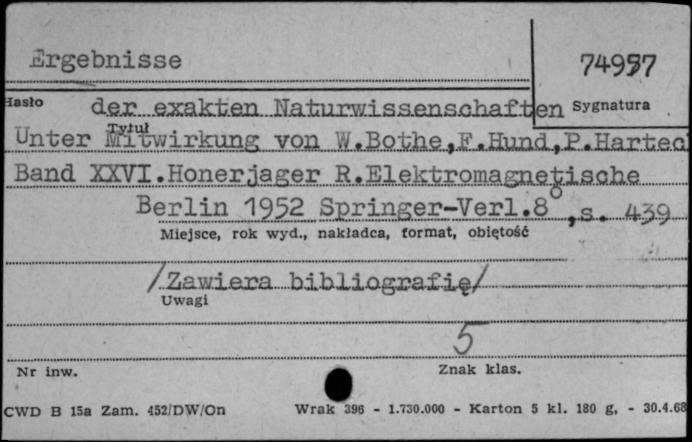 Ergebnisse
74957
Hasło
der exakten Naturwissenschaften
Sygnatura
Tytuł
Unter Mitwirkung von W.Bothe,F.Hund,P.Hartec
Band XXVI.Honerjager R.Elektromagnetische
Berlin 1952 Springer-Verl.8°,s. 439
Miejsce, rok wyd., nakładca, format, objętość
/Zawiera bibliografię/
Uwagi
5
Nr inw.
Znak klas.
CWD B 15a Zam. 452/DW/On
Wrak 396 - 1.730.000 - Karton 5 kl. 180 g. - 30.4.68